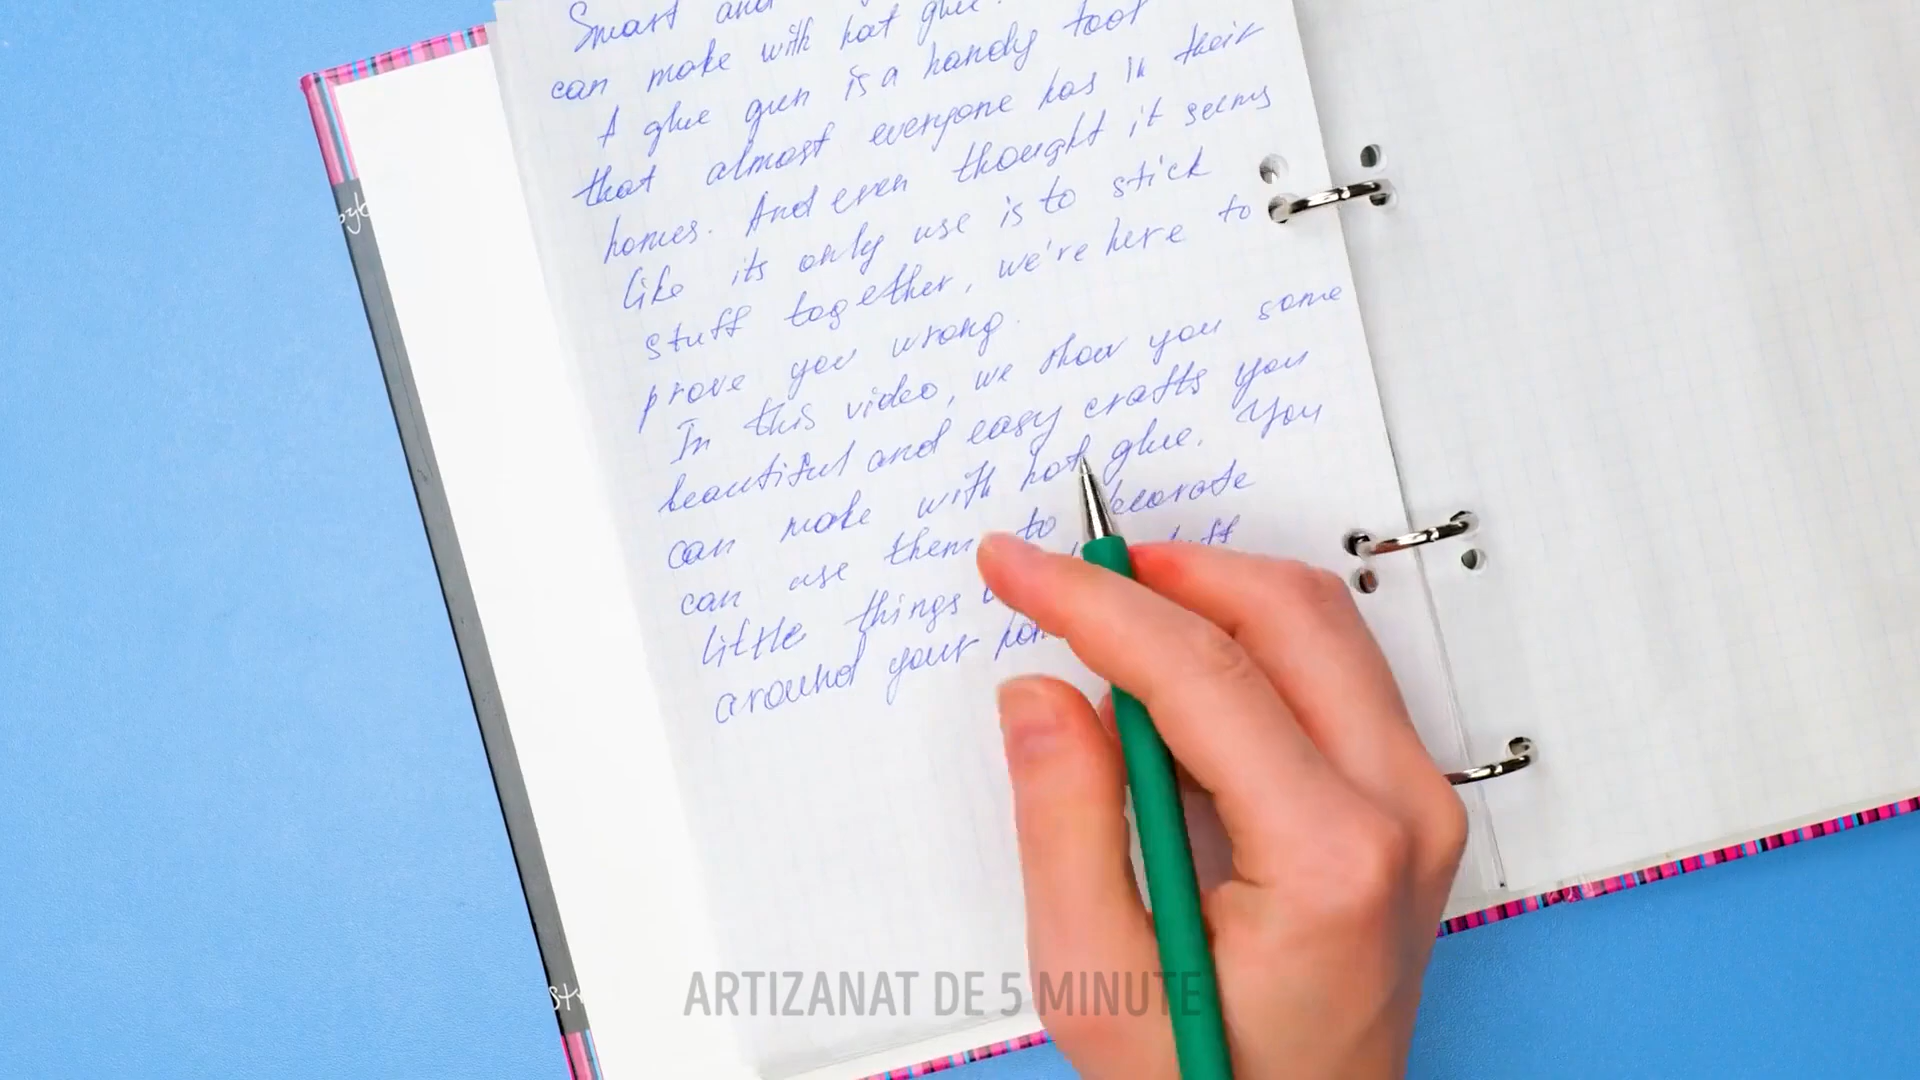 Smart and
can make with hot glue.
A glue gun is a handy tool
that almost everyone has in their
homes. And even thought it seems
like its only use is to stick
stuff together, we're here to
prove you wrong.
In this video, we show you some
beautiful and easy crafts you
can make with hot glue. You
can use them to decorate
little things
around your
ARTIZANAT DE 5 MINUTE